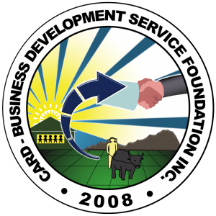 CARD - BUSINESS DEVELOPMENT SERVICE FOUNDATION INC.
• 2008 •